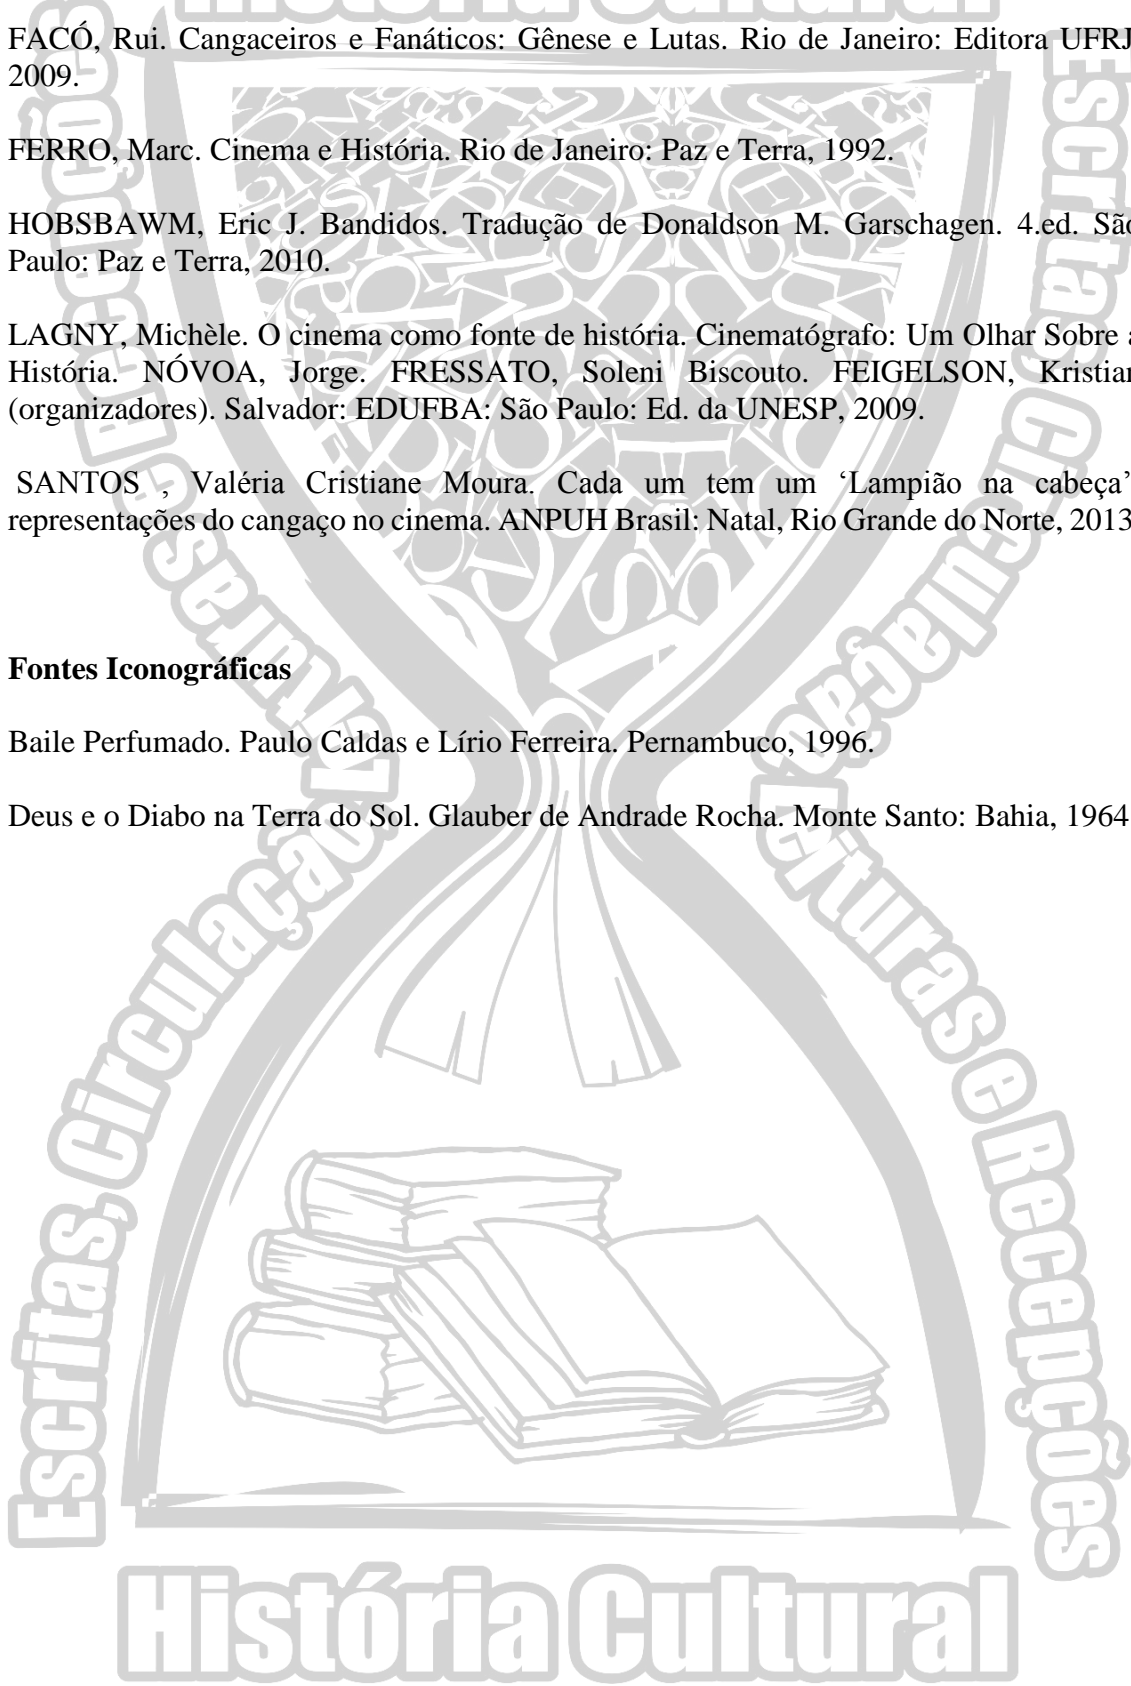 História Cultural
FACÓ, Rui. Cangaceiros e Fanáticos: Gênese e Lutas. Rio de Janeiro: Editora UFRJ
2009.
FERRO, Marc. Cinema e História. Rio de Janeiro: Paz e Terra, 1992.
HOBSBAWM, Eric J. Bandidos. Tradução de Donaldson M. Garschagen. 4.ed. São
Paulo: Paz e Terra, 2010.
LAGNY, Michèle. O cinema como fonte de história. Cinematógrafo: Um Olhar Sobre a
História. NÓVOA, Jorge. FRESSATO, Soleni Biscouto. FEIGELSON, Kristian
(organizadores). Salvador: EDUFBA: São Paulo: Ed. da UNESP, 2009.
SANTOS , Valéria Cristiane Moura. Cada um tem um ‘Lampião na cabeça’
representações do cangaço no cinema. ANPUH Brasil: Natal, Rio Grande do Norte, 2013
Fontes Iconográficas
Baile Perfumado. Paulo Caldas e Lírio Ferreira. Pernambuco, 1996.
Deus e o Diabo na Terra do Sol. Glauber de Andrade Rocha. Monte Santo: Bahia, 1964
Escritas, Circulação, Leituras e Recepções
Escritas, Circulação, Leituras e Recepções
História Cultural